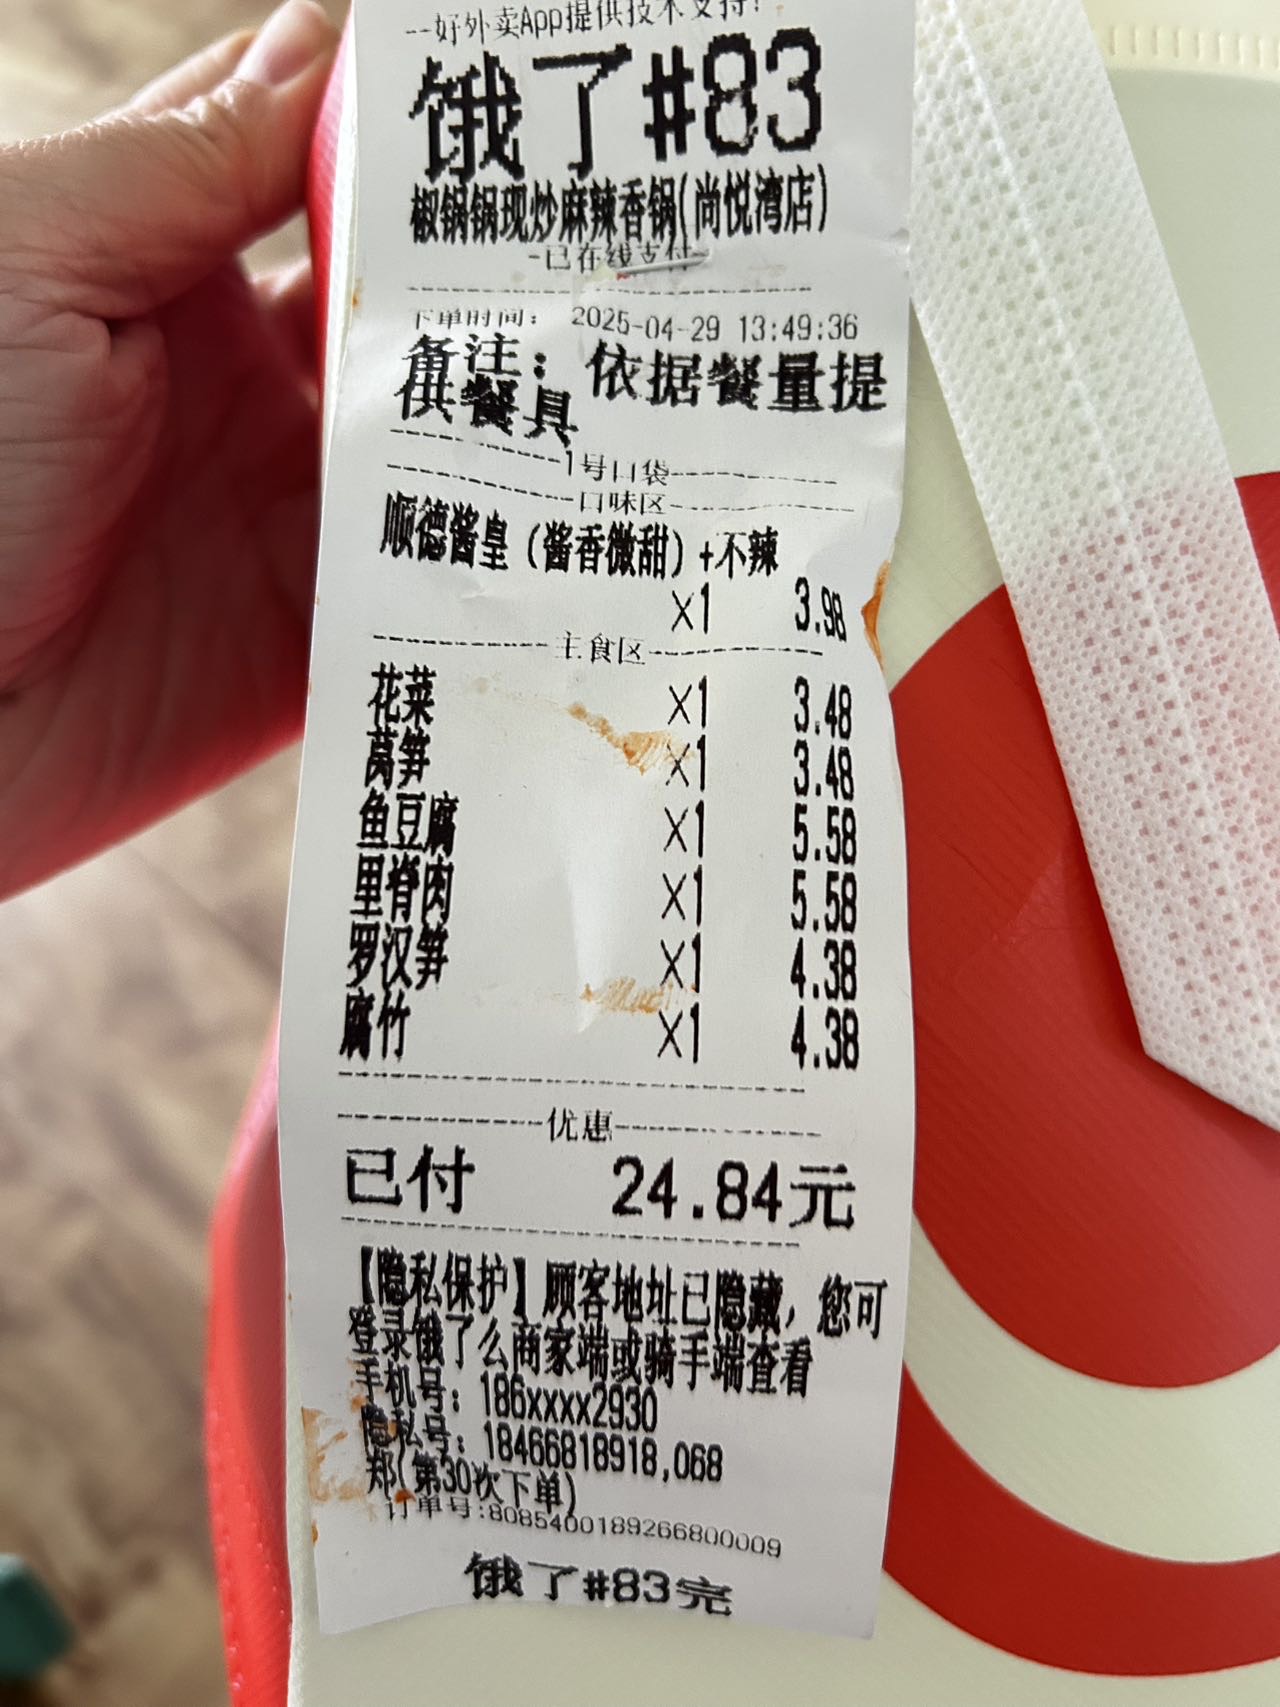 --好外卖App提供技术支持!
饿了#83
椒锅锅现炒麻辣香锅(尚悦湾店)
-已在线支付-
下单时间: 2025-04-29 13:49:36
备注: 依据餐量提
供餐具
1号口袋
口味区
顺德酱皇（酱香微甜）+不辣
X1 3.98
主食区
花菜 X1 3.48
莴笋 X1 3.48
鱼豆腐 X1 5.58
里脊肉 X1 5.58
罗汉笋 X1 4.38
腐竹 X1 4.38
优惠
已付 24.84元
【隐私保护】顾客地址已隐藏，您可
登录饿了么商家端或骑手端查看
手机号: 186xxxx2930
隐私号: 18466818918,068
郑(第30次下单)
订单号:8085400189266800009
饿了#83完